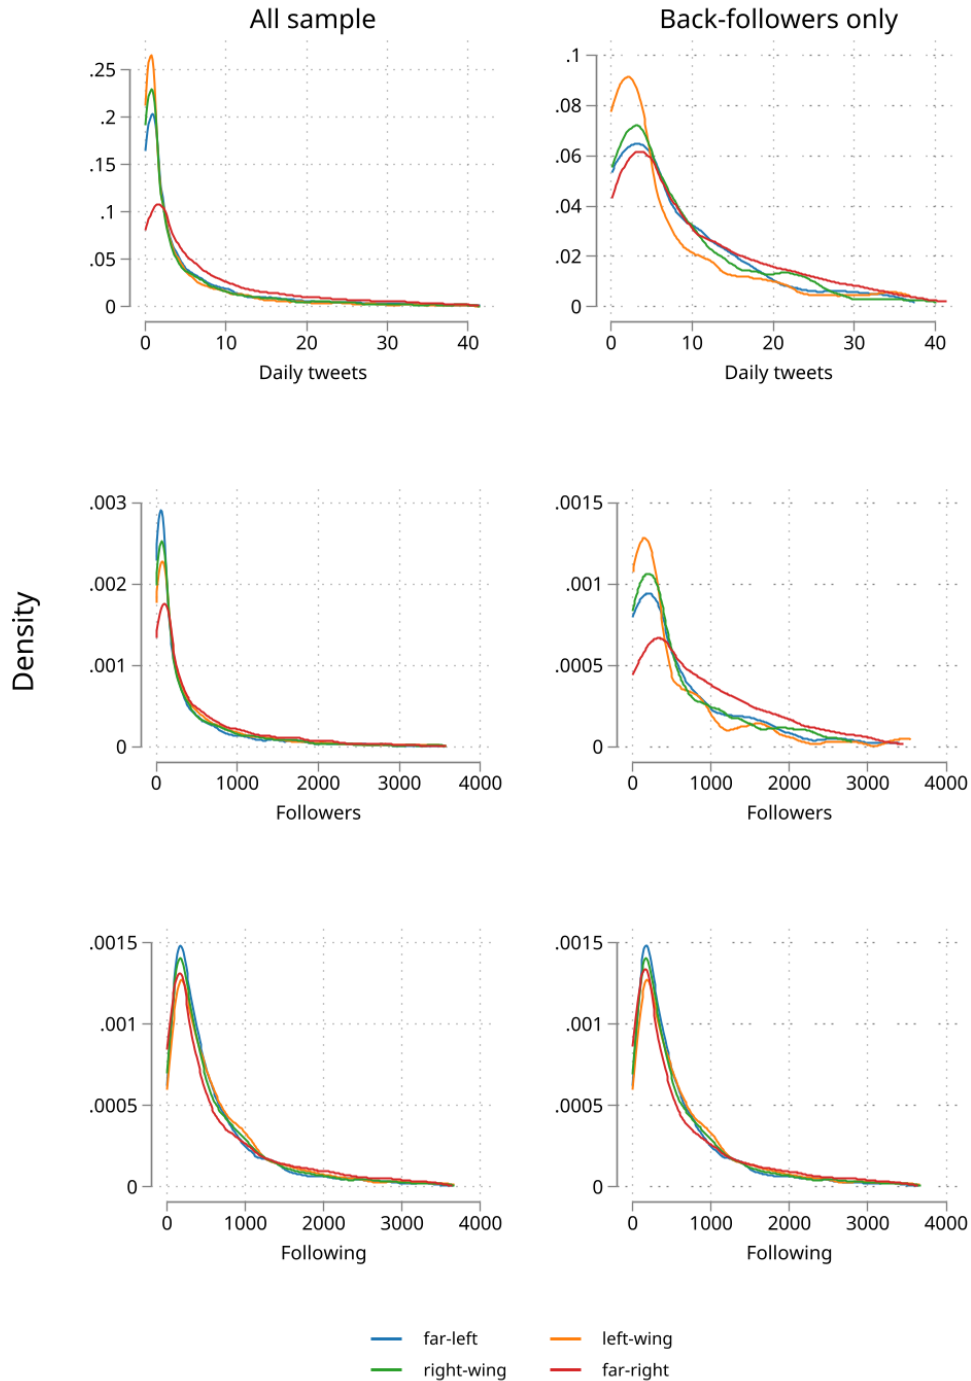 All sample
Back-followers only
.25
.2
.15
.1
.05
0
0 10 20 30 40
Daily tweets
.1
.08
.06
.04
.02
0
0 10 20 30 40
Daily tweets
Density
.003
.002
.001
0
0 1000 2000 3000 4000
Followers
.0015
.001
.0005
0
0 1000 2000 3000 4000
Followers
.0015
.001
.0005
0
0 1000 2000 3000 4000
Following
.0015
.001
.0005
0
0 1000 2000 3000 4000
Following
far-left
left-wing
right-wing
far-right